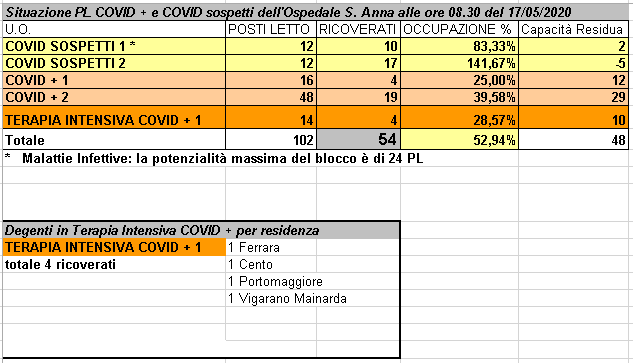 Situazione PL COVID + e COVID sospetti dell'Ospedale S. Anna alle ore 08.30 del 17/05/2020
U.O. POSTI LETTO RICOVERATI OCCUPAZIONE % Capacità Residua
COVID SOSPETTI 1 * 12 10 83,33% 2
COVID SOSPETTI 2 12 17 141,67% -5
COVID + 1 16 4 25,00% 12
COVID + 2 48 19 39,58% 29
TERAPIA INTENSIVA COVID + 1 14 4 28,57% 10
Totale 102 54 52,94% 48
* Malattie Infettive: la potenzialità massima del blocco è di 24 PL
Degenti in Terapia Intensiva COVID + per residenza
TERAPIA INTENSIVA COVID + 1 1 Ferrara
totale 4 ricoverati 1 Cento
1 Portomaggiore
1 Vigarano Mainarda